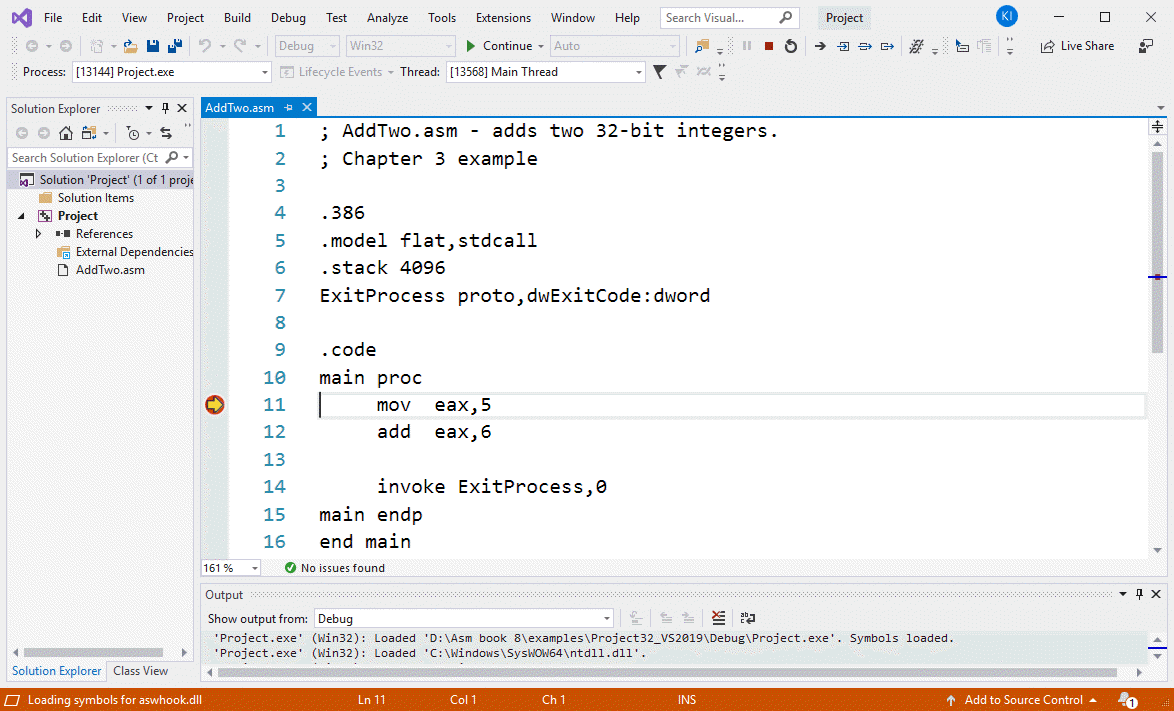 File Edit View Project Build Debug Test Analyze Tools Extensions Window Help Search Visual... Project KI
Debug Win32 Continue Auto Live Share
Process: [13144] Project.exe Lifecycle Events Thread: [13568] Main Thread
Solution Explorer
Search Solution Explorer (Ct
Solution 'Project' (1 of 1 proje
Solution Items
Project
References
External Dependencies
AddTwo.asm
Solution Explorer Class View
AddTwo.asm
1 ; AddTwo.asm - adds two 32-bit integers.
2 ; Chapter 3 example
3
4 .386
5 .model flat,stdcall
6 .stack 4096
7 ExitProcess proto,dwExitCode:dword
8
9 .code
10 main proc
11 mov eax,5
12 add eax,6
13
14 invoke ExitProcess,0
15 main endp
16 end main
161 % No issues found
Output
Show output from: Debug
'Project.exe' (Win32): Loaded 'D:\Asm book 8\examples\Project32_VS2019\Debug\Project.exe'. Symbols loaded.
'Project.exe' (Win32): Loaded 'C:\Windows\SysWOW64\ntdll.dll'.
Loading symbols for aswhook.dll Ln 11 Col 1 Ch 1 INS Add to Source Control 1